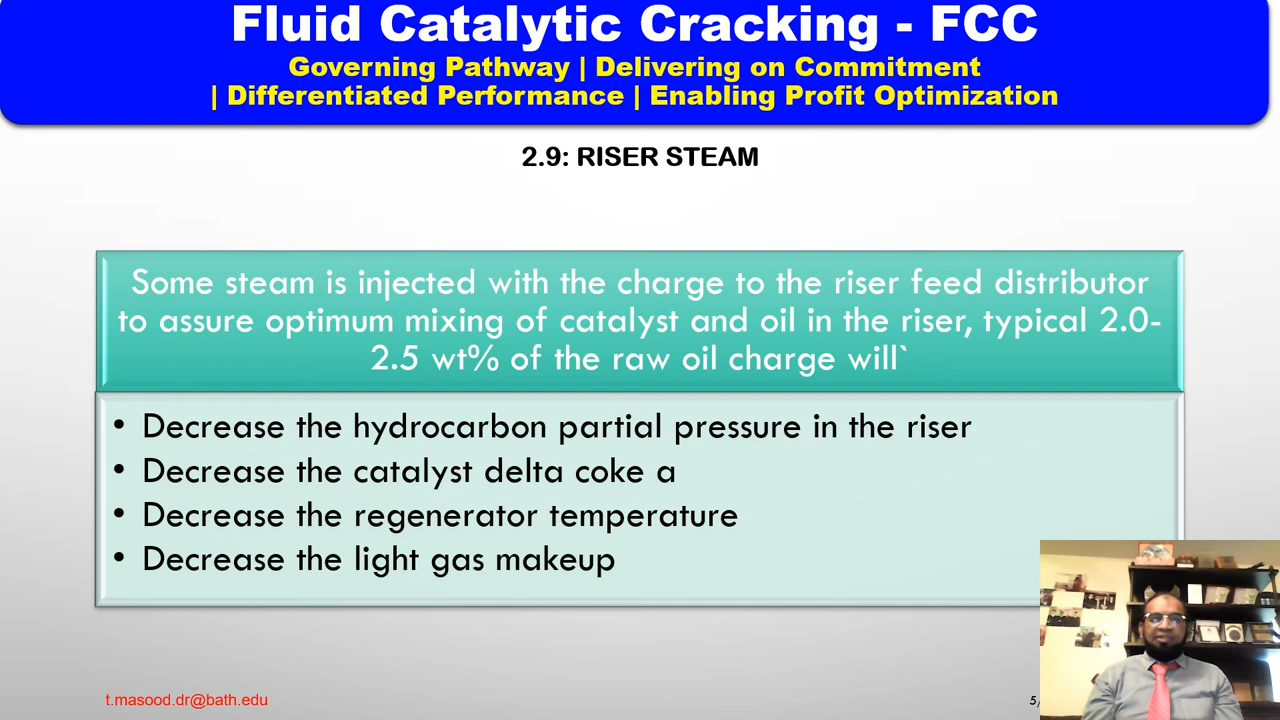 Fluid Catalytic Cracking - FCC
Governing Pathway | Delivering on Commitment
| Differentiated Performance | Enabling Profit Optimization
2.9: RISER STEAM
Some steam is injected with the charge to the riser feed distributor
to assure optimum mixing of catalyst and oil in the riser, typical 2.0-
2.5 wt% of the raw oil charge will`
• Decrease the hydrocarbon partial pressure in the riser
• Decrease the catalyst delta coke a
• Decrease the regenerator temperature
• Decrease the light gas makeup
t.masood.dr@bath.edu
5/